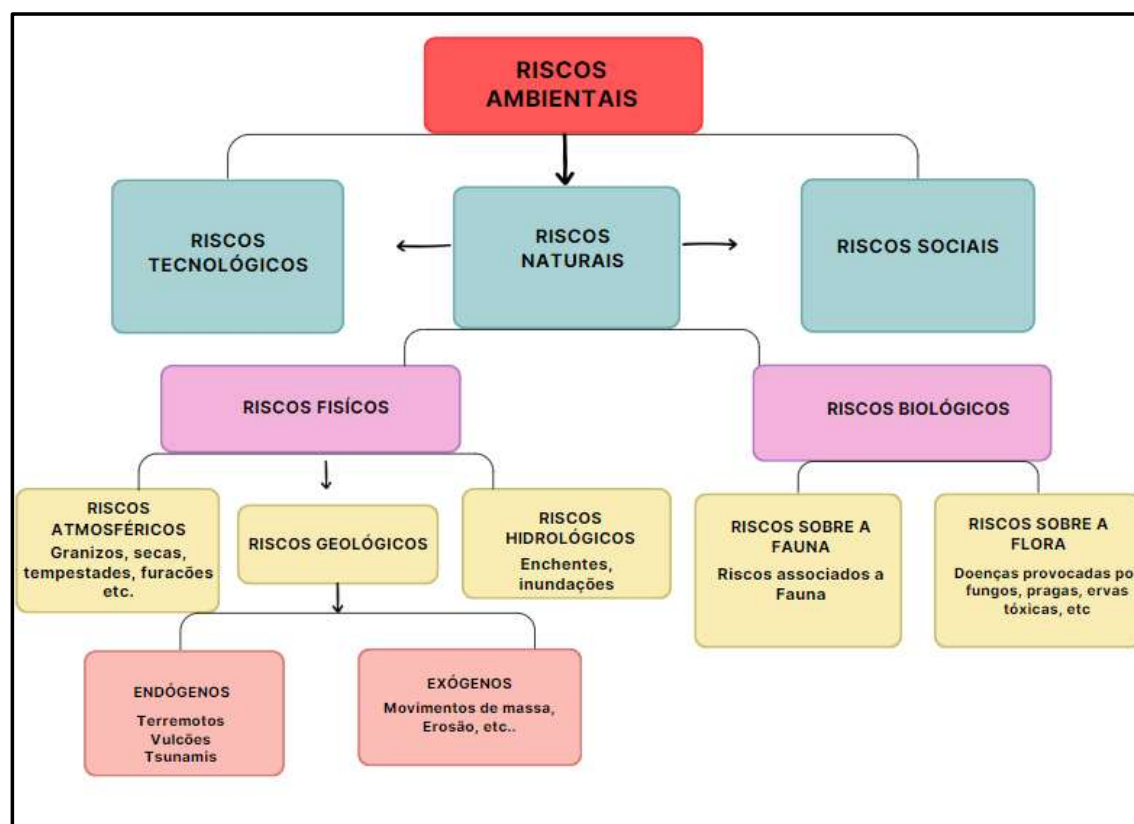 RISCOS
AMBIENTAIS
RISCOS
TECNOLÓGICOS
RISCOS
NATURAIS
RISCOS SOCIAIS
RISCOS FISÍCOS
RISCOS BIOLÓGICOS
RISCOS
ATMOSFÉRICOS
Granizos, secas,
tempestades, furacões
etc.
RISCOS GEOLÓGICOS
RISCOS
HIDROLÓGICOS
Enchentes,
inundações
RISCOS SOBRE A
FAUNA
Riscos associados a
Fauna
RISCOS SOBRE A
FLORA
Doenças provocadas po
fungos, pragas, ervas
tóxicas, etc
ENDÓGENOS
Terremotos
Vulcões
Tsunamis
EXÓGENOS
Movimentos de massa,
Erosão, etc..